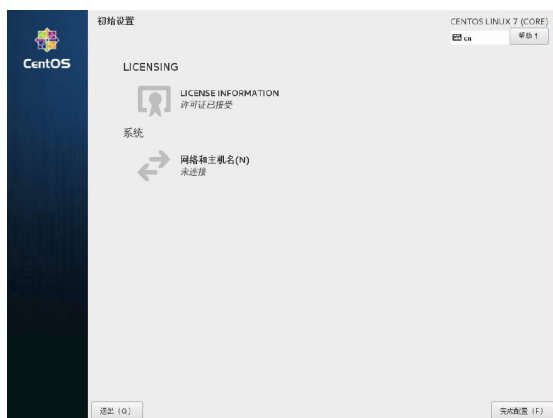 初始设置
CENTOS LINUX 7 (CORE)
cn
帮助！
CentOS
LICENSING
LICENSE INFORMATION
许可证已接受
系统
网络和主机名(N)
未连接
退出 (Q)
完成配置 (F)